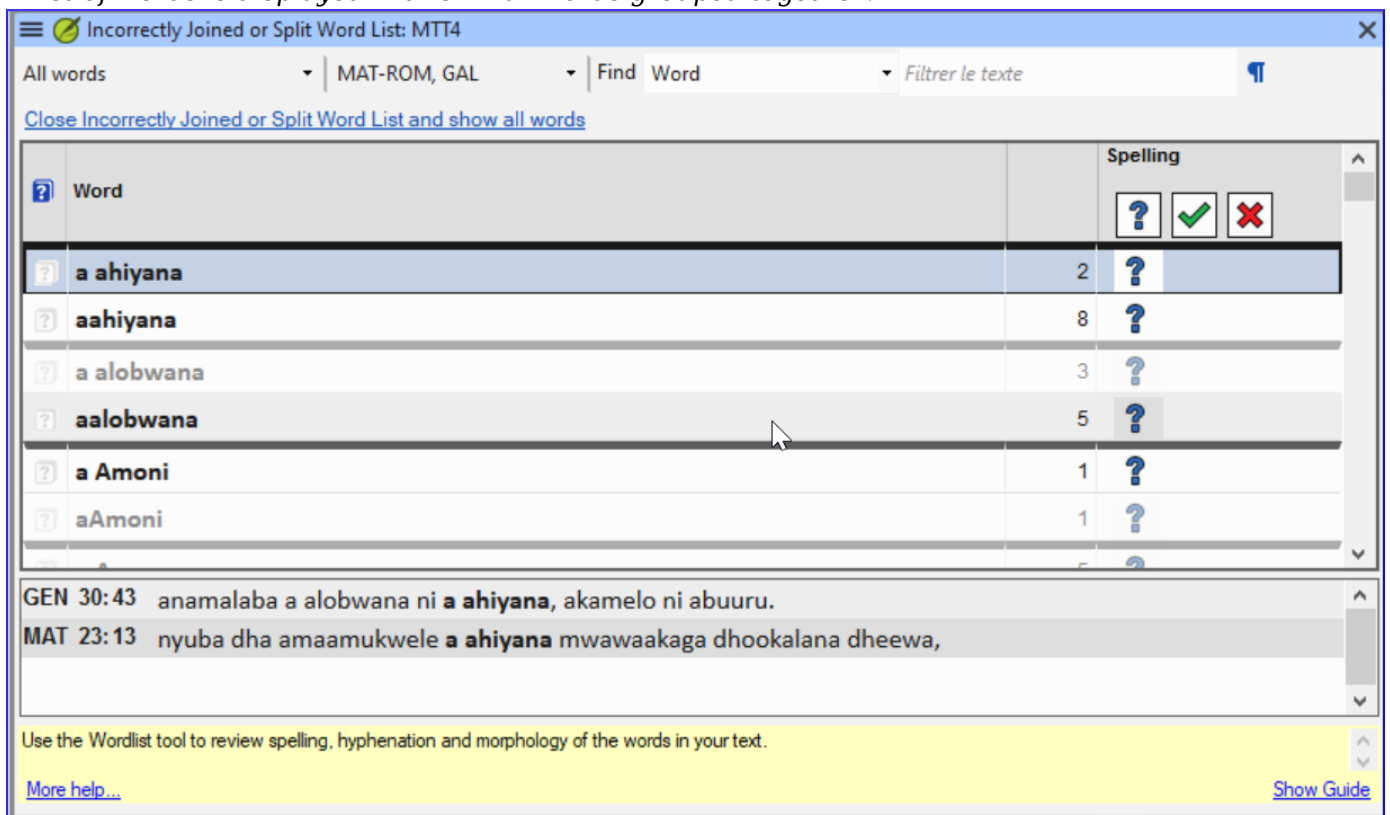 Incorrectly Joined or Split Word List: MTT4
All words MAT-ROM, GAL Find Word Filtrer le texte
Close Incorrectly Joined or Split Word List and show all words
Word Spelling
a ahiyana 2
aahiyana 8
a alobwana 3
aalobwana 5
a Amoni 1
aAmoni 1
GEN 30:43 anamalaba a alobwana ni a ahiyana, akamelo ni abuuru.
MAT 23:13 nyuba dha amaamukwele a ahiyana mwawaakaga dhookalana dheewa,
Use the Wordlist tool to review spelling, hyphenation and morphology of the words in your text.
More help... Show Guide